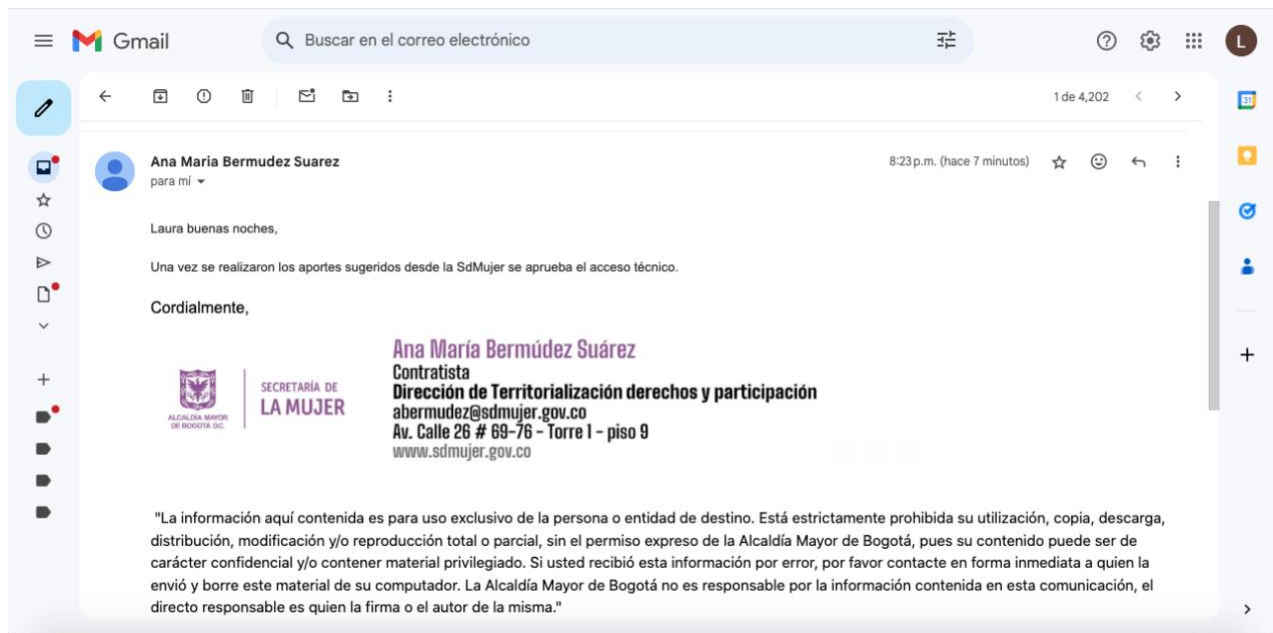 Gmail
Buscar en el correo electrónico
L
1 de 4,202
31
Ana Maria Bermudez Suarez
8:23 p.m. (hace 7 minutos)
para mí
Laura buenas noches,
Una vez se realizaron los aportes sugeridos desde la SdMujer se aprueba el acceso técnico.
Cordialmente,
ALCALDÍA MAYOR
DE BOGOTÁ D.C.
SECRETARÍA DE
LA MUJER
Ana María Bermúdez Suárez
Contratista
Dirección de Territorialización derechos y participación
abermudez@sdmujer.gov.co
Av. Calle 26 # 69-76 - Torre 1 - piso 9
www.sdmujer.gov.co
"La información aquí contenida es para uso exclusivo de la persona o entidad de destino. Está estrictamente prohibida su utilización, copia, descarga,
distribución, modificación y/o reproducción total o parcial, sin el permiso expreso de la Alcaldía Mayor de Bogotá, pues su contenido puede ser de
carácter confidencial y/o contener material privilegiado. Si usted recibió esta información por error, por favor contacte en forma inmediata a quien la
envió y borre este material de su computador. La Alcaldía Mayor de Bogotá no es responsable por la información contenida en esta comunicación, el
directo responsable es quien la firma o el autor de la misma."